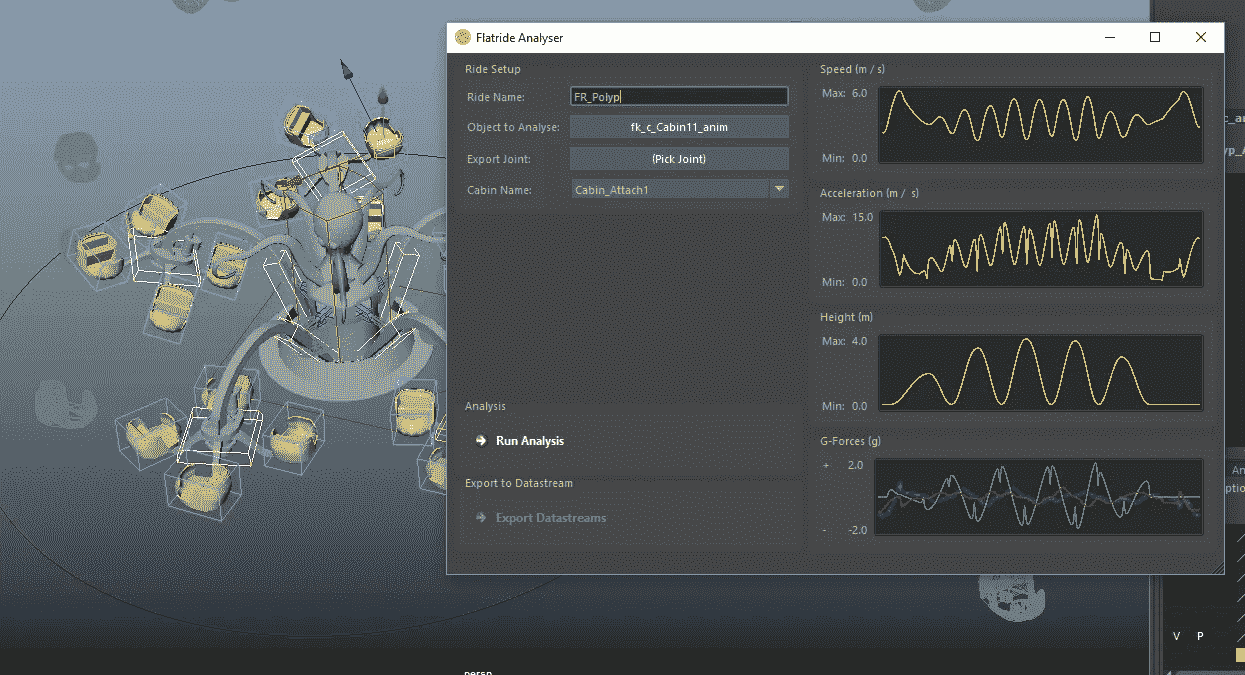 Flatride Analyser
Ride Setup
Ride Name: FR_Polyp
Object to Analyse: fk_c_Cabin11_anim
Export Joint: (Pick Joint)
Cabin Name: Cabin_Attach1
Analysis
Run Analysis
Export to Datastream
Export Datastreams
Speed (m / s)
Max: 6.0
Min: 0.0
Acceleration (m / s)
Max: 15.0
Min: 0.0
Height (m)
Max: 4.0
Min: 0.0
G-Forces (g)
+ 2.0
- -2.0
An
ptio
V P
persp